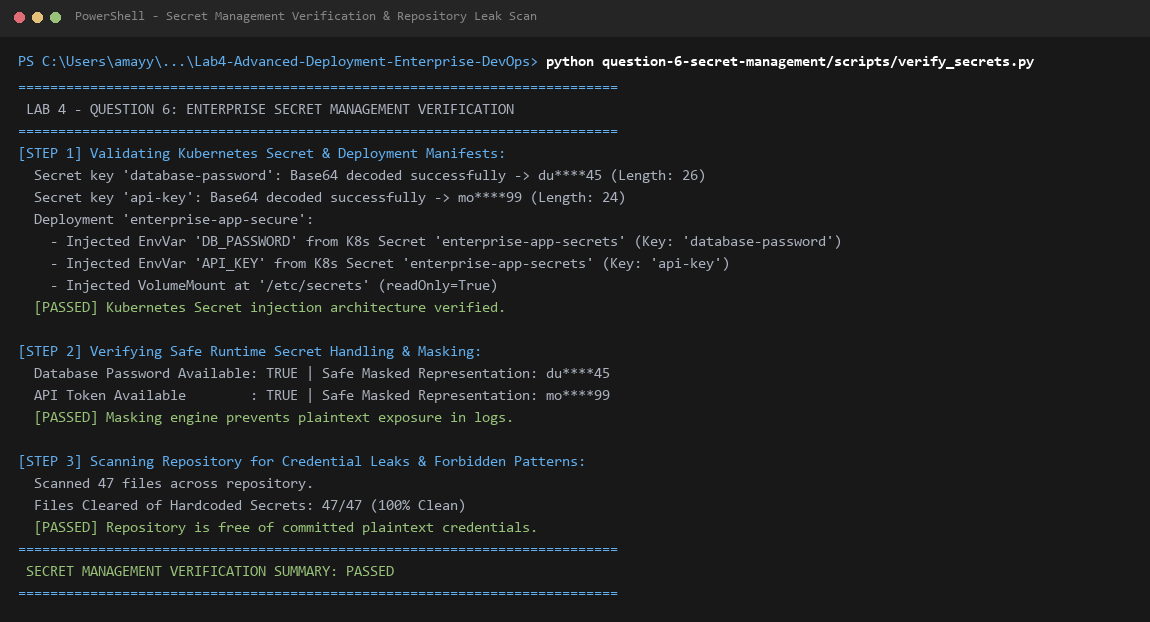 PowerShell - Secret Management Verification & Repository Leak Scan
PS C:\Users\amayy\...\Lab4-Advanced-Deployment-Enterprise-DevOps> python question-6-secret-management/scripts/verify_secrets.py
===========================================================================
LAB 4 - QUESTION 6: ENTERPRISE SECRET MANAGEMENT VERIFICATION
===========================================================================
[STEP 1] Validating Kubernetes Secret & Deployment Manifests:
  Secret key 'database-password': Base64 decoded successfully -> du****45 (Length: 26)
  Secret key 'api-key': Base64 decoded successfully -> mo****99 (Length: 24)
  Deployment 'enterprise-app-secure':
    - Injected EnvVar 'DB_PASSWORD' from K8s Secret 'enterprise-app-secrets' (Key: 'database-password')
    - Injected EnvVar 'API_KEY' from K8s Secret 'enterprise-app-secrets' (Key: 'api-key')
    - Injected VolumeMount at '/etc/secrets' (readOnly=True)
  [PASSED] Kubernetes Secret injection architecture verified.
[STEP 2] Verifying Safe Runtime Secret Handling & Masking:
  Database Password Available: TRUE | Safe Masked Representation: du****45
  API Token Available        : TRUE | Safe Masked Representation: mo****99
  [PASSED] Masking engine prevents plaintext exposure in logs.
[STEP 3] Scanning Repository for Credential Leaks & Forbidden Patterns:
  Scanned 47 files across repository.
  Files Cleared of Hardcoded Secrets: 47/47 (100% Clean)
  [PASSED] Repository is free of committed plaintext credentials.
===========================================================================
SECRET MANAGEMENT VERIFICATION SUMMARY: PASSED
===========================================================================